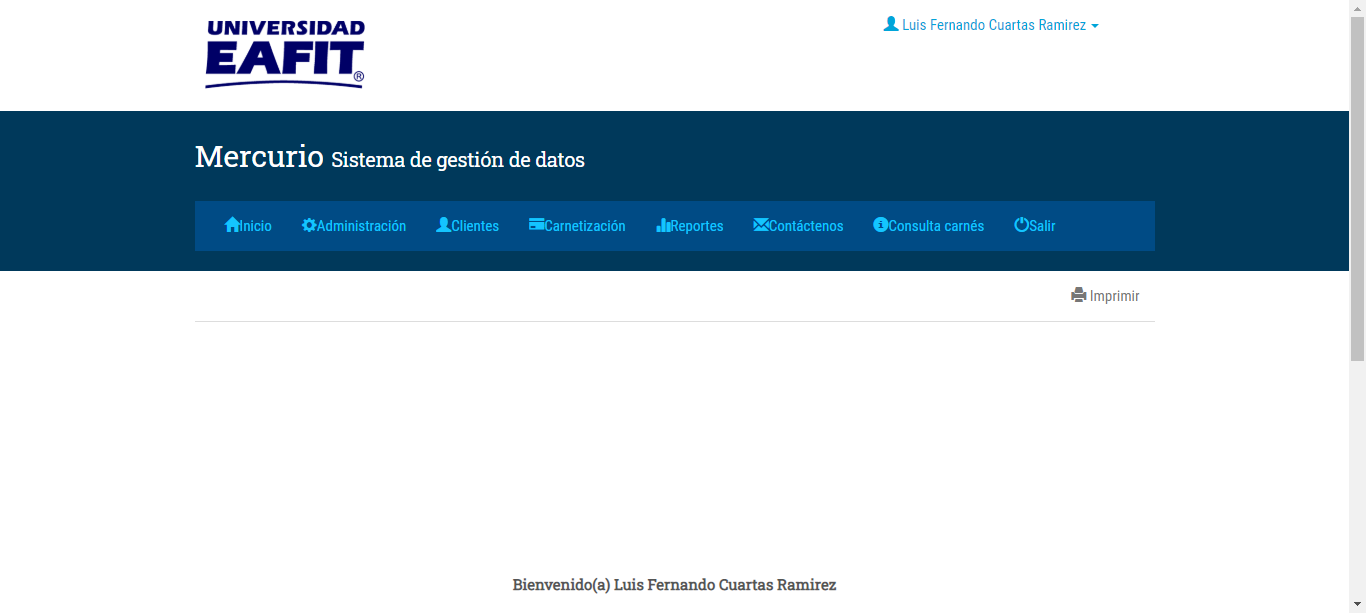 UNIVERSIDAD
EAFIT®
Luis Fernando Cuartas Ramirez
Mercurio Sistema de gestión de datos
Inicio Administración Clientes Carnetización Reportes Contáctenos Consulta carnés Salir
Imprimir
Bienvenido(a) Luis Fernando Cuartas Ramirez